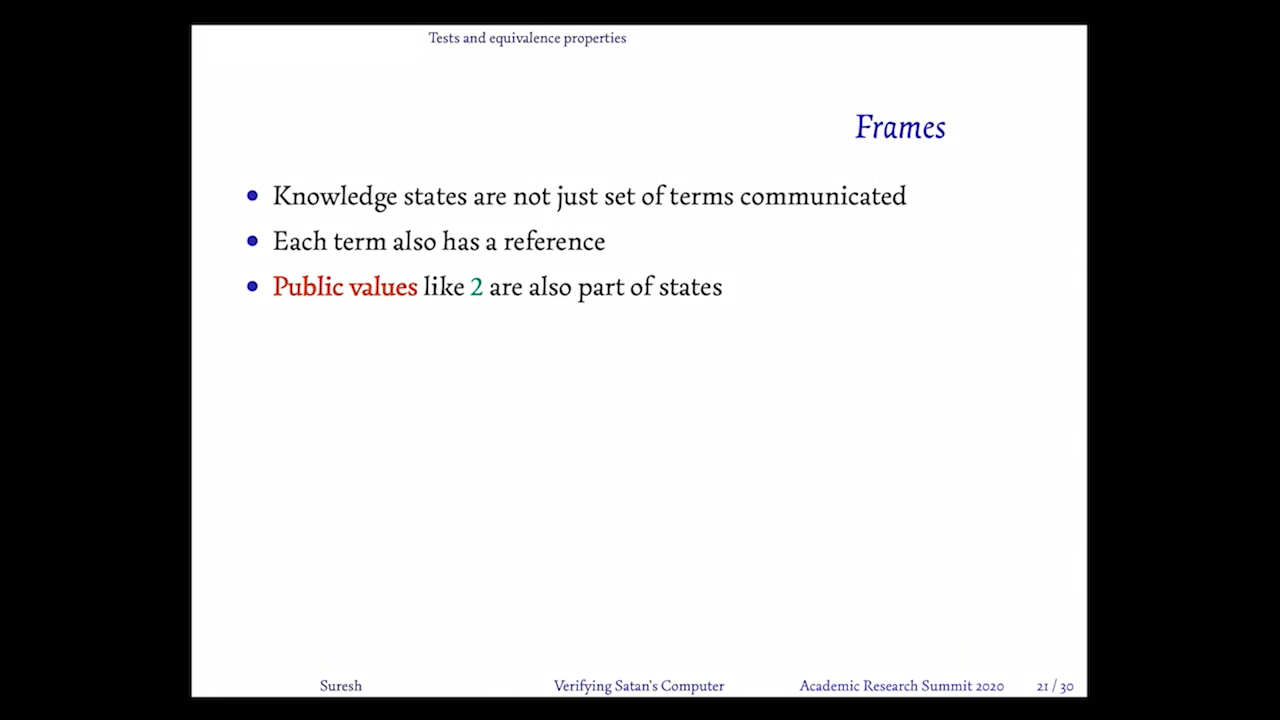 Tests and equivalence properties
Frames
• Knowledge states are not just set of terms communicated
• Each term also has a reference
• Public values like 2 are also part of states
Suresh Verifying Satan's Computer Academic Research Summit 2020 21 / 30